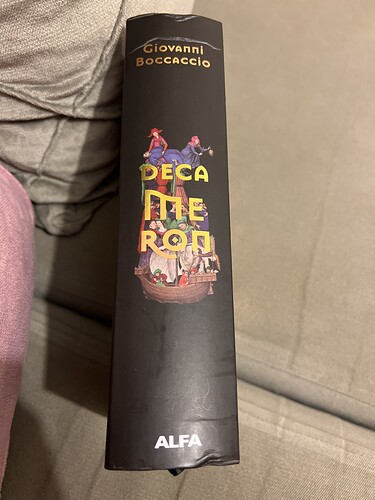 Giovanni
Boccaccio
DECA
ME
RON
ALFA